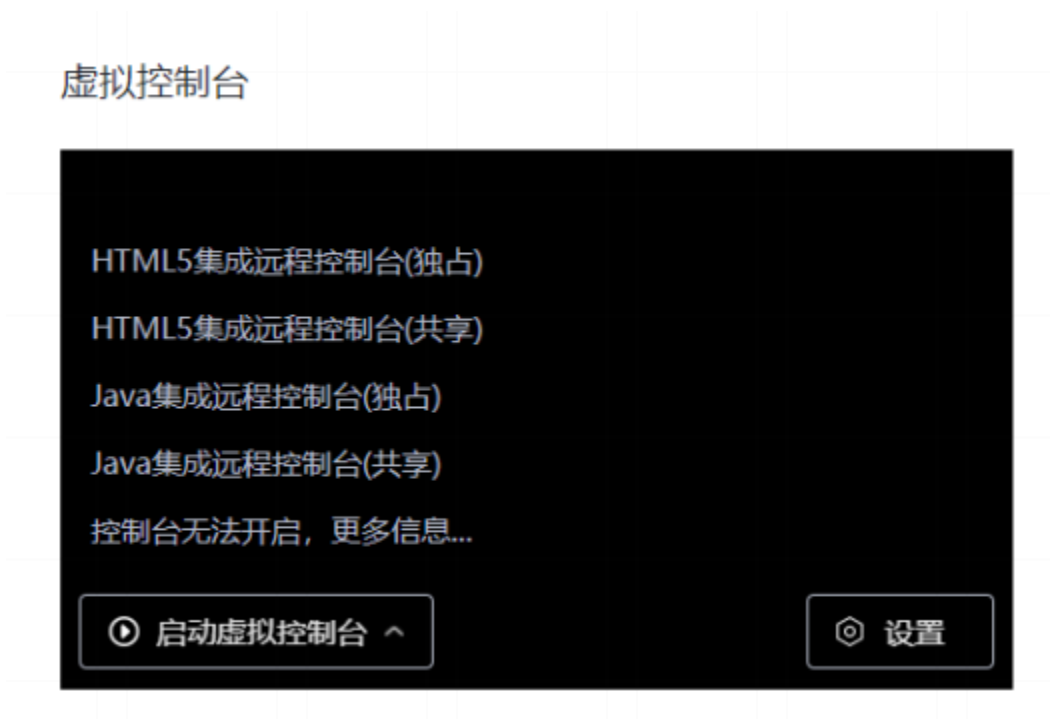 虚拟控制台
HTML5集成远程控制台(独占)
HTML5集成远程控制台(共享)
Java集成远程控制台(独占)
Java集成远程控制台(共享)
控制台无法开启，更多信息...
启动虚拟控制台
设置